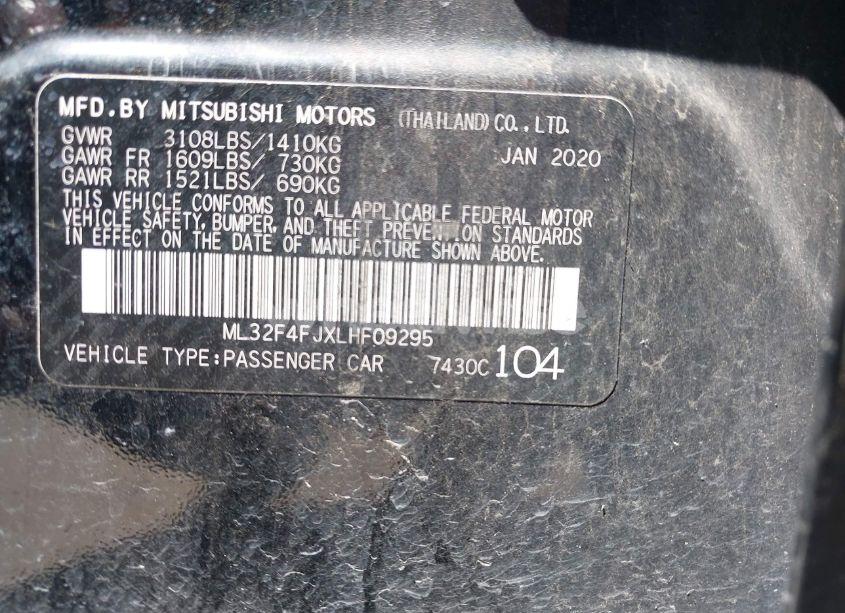 MFD.BY MITSUBISHI MOTORS (THAILAND)CO.,LTD.
GVWR 3108LBS/1410KG JAN 2020
GAWR FR 1609LBS/ 730KG
GAWR RR 1521LBS/ 690KG
THIS VEHICLE CONFORMS TO ALL APPLICABLE FEDERAL MOTOR
VEHICLE SAFETY, BUMPER, AND THEFT PREVENTION STANDARDS
IN EFFECT ON THE DATE OF MANUFACTURE SHOWN ABOVE.
ML32F4FJXLHF09295
VEHICLE TYPE:PASSENGER CAR 7430C 104